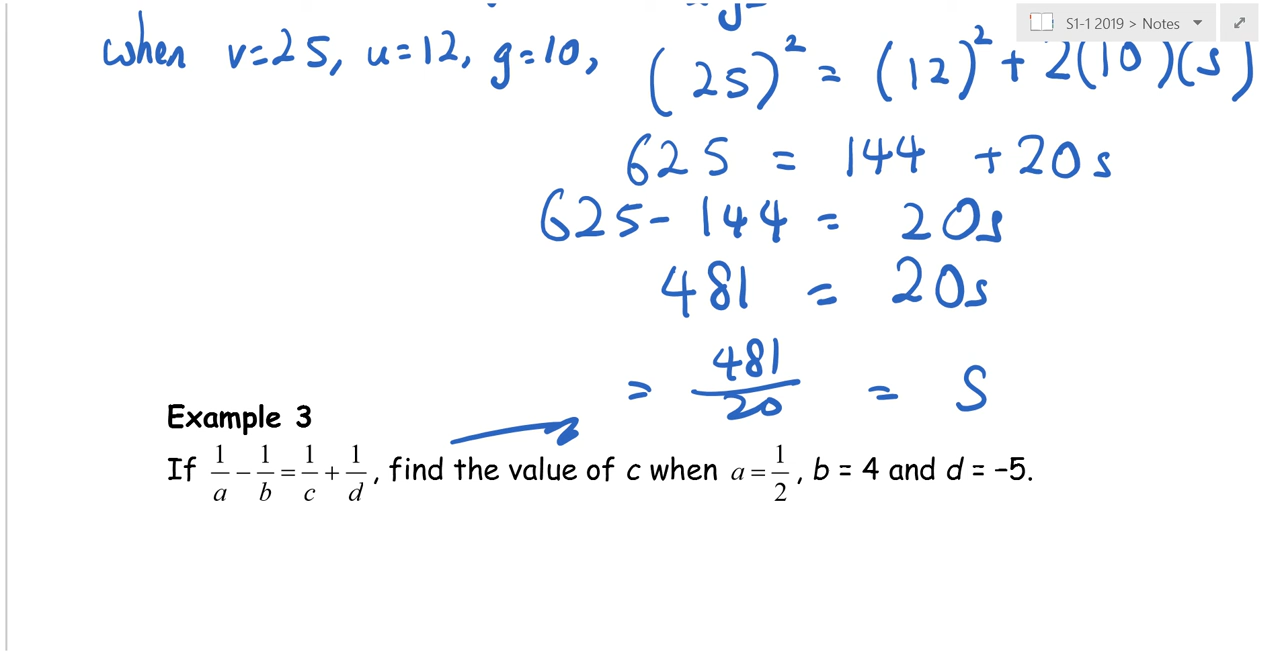 S1-1 2019 > Notes
when v=25, u=12, g=10, (25)² = (12)² + 2(10)(s)
625 = 144 + 20s
625 - 144 = 20s
481 = 20s
= 481/20 = s
Example 3
If 1/a − 1/b = 1/c + 1/d, find the value of c when a = 1/2, b = 4 and d = −5.